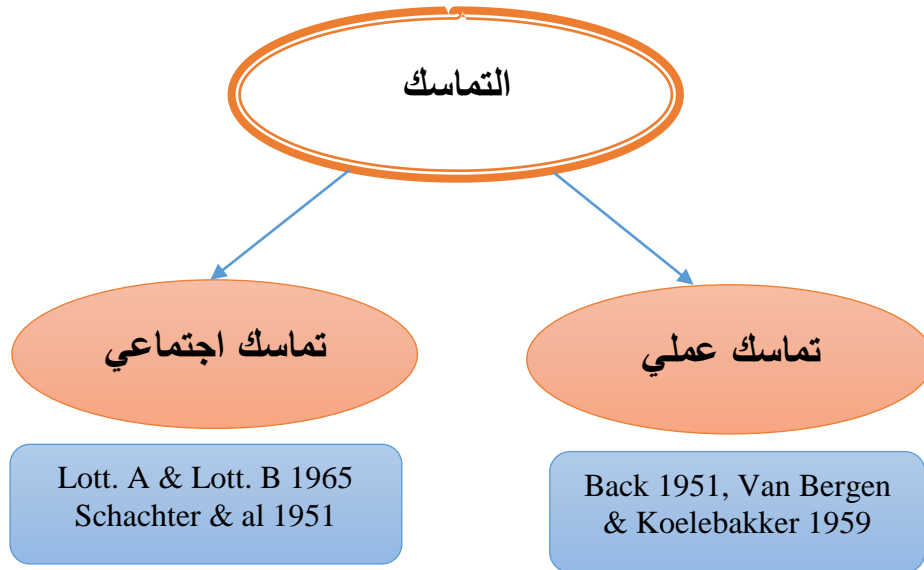 التماسك
تماسك اجتماعي
تماسك عملي
Lott. A & Lott. B 1965
Schachter & al 1951
Back 1951, Van Bergen
& Koelebakker 1959